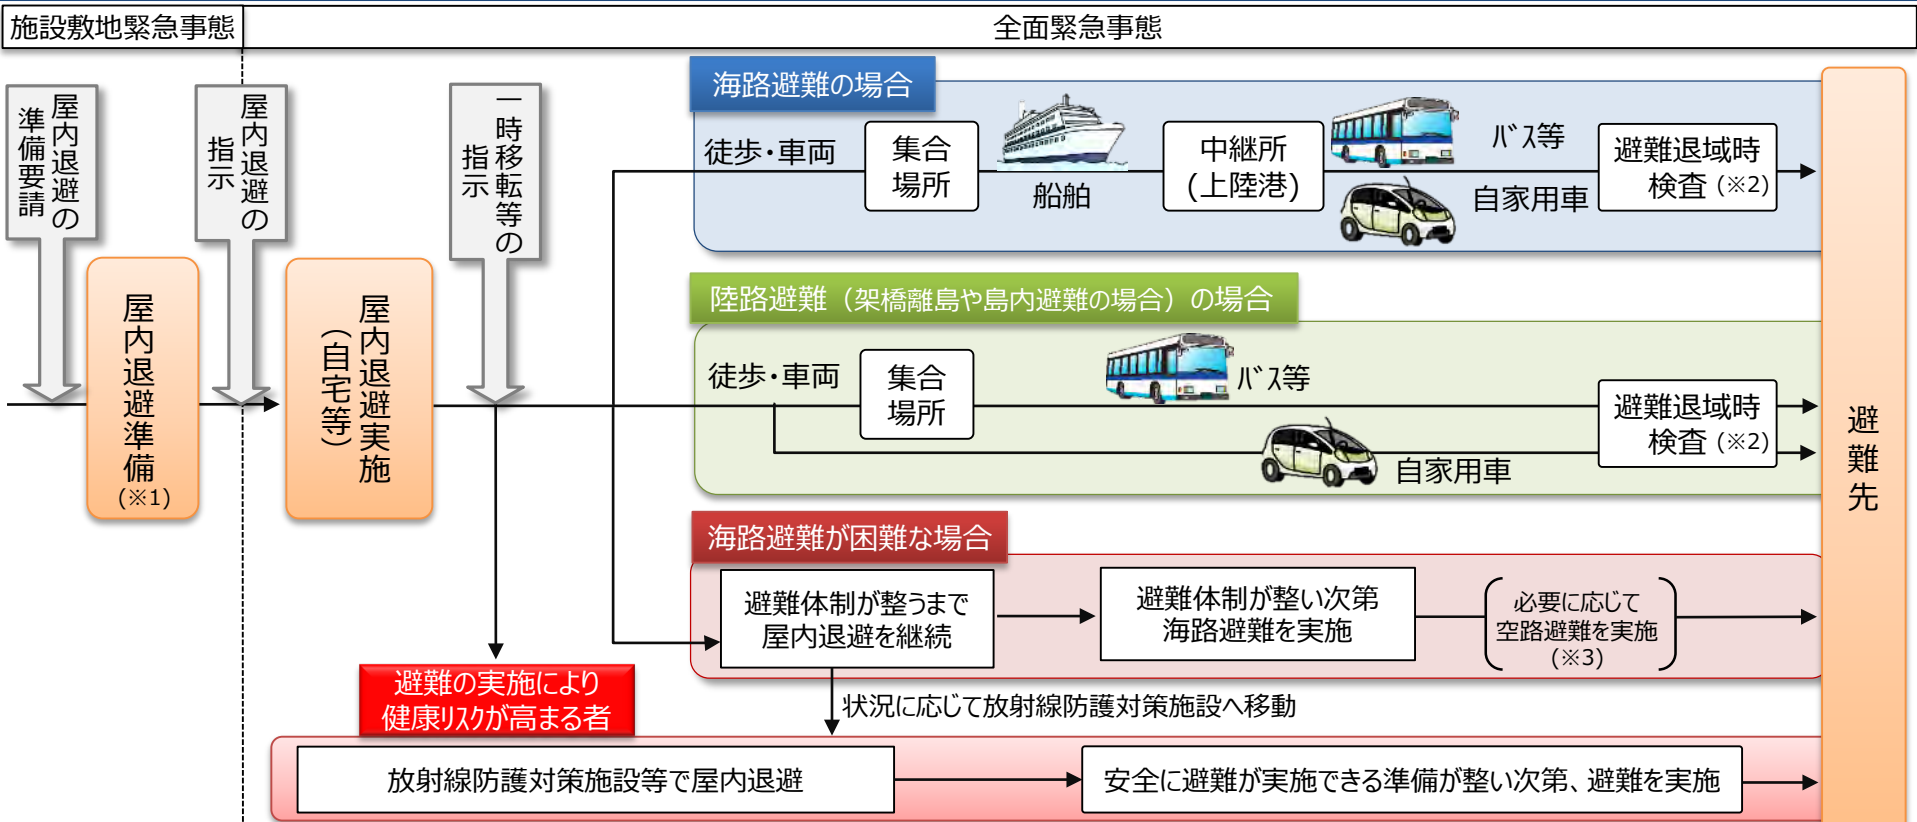 施設敷地緊急事態
全面緊急事態
屋内退避の
準備要請
屋内退避の
指示
一時移転等の
指示
屋内退避準備
(※1)
屋内退避実施
(自宅等)
海路避難の場合
徒歩・車両
集合
場所
船舶
中継所
(上陸港)
バス等
自家用車
避難退域時
検査 (※2)
陸路避難（架橋離島や島内避難の場合）の場合
徒歩・車両
集合
場所
バス等
自家用車
避難退域時
検査 (※2)
海路避難が困難な場合
避難体制が整うまで
屋内退避を継続
避難体制が整い次第
海路避難を実施
必要に応じて
空路避難を実施
(※3)
状況に応じて放射線防護対策施設へ移動
避難の実施により
健康リスクが高まる者
放射線防護対策施設等で屋内退避
安全に避難が実施できる準備が整い次第、避難を実施
避難先